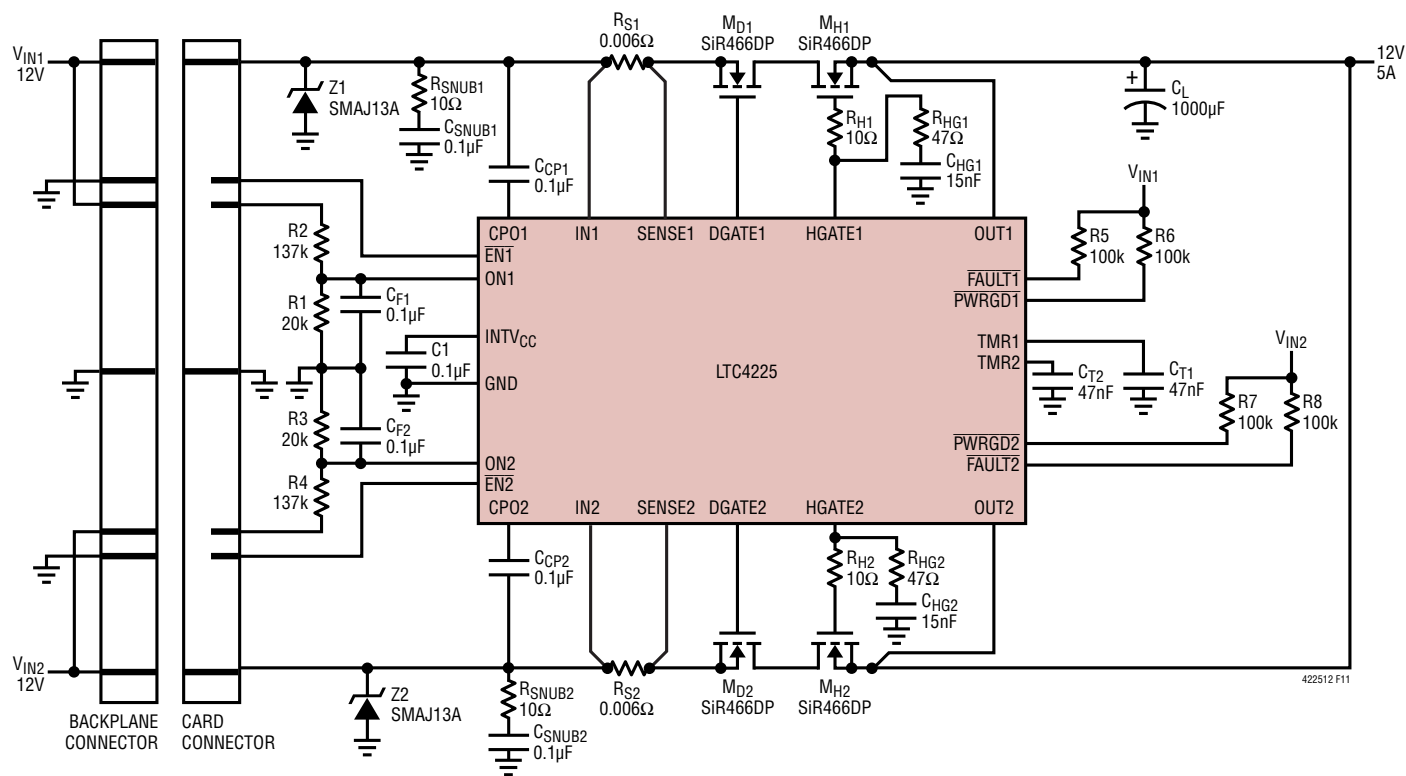 RS1
0.006Ω
MD1
SiR466DP
MH1
SiR466DP
VIN1
12V
12V
5A
Z1
SMAJ13A
RSNUB1
10Ω
CSNUB1
0.1µF
CCP1
0.1µF
RH1
10Ω
RHG1
47Ω
CHG1
15nF
+
CL
1000µF
VIN1
R5
100k
R6
100k
R2
137k
R1
20k
CF1
0.1µF
C1
0.1µF
R3
20k
CF2
0.1µF
R4
137k
CPO1
IN1
SENSE1
DGATE1
HGATE1
OUT1
EN1
ON1
INTVCC
GND
ON2
EN2
CPO2
IN2
SENSE2
DGATE2
HGATE2
OUT2
LTC4225
FAULT1
PWRGD1
TMR1
TMR2
PWRGD2
FAULT2
CT2
47nF
CT1
47nF
VIN2
R7
100k
R8
100k
CCP2
0.1µF
RH2
10Ω
RHG2
47Ω
CHG2
15nF
VIN2
12V
Z2
SMAJ13A
RSNUB2
10Ω
CSNUB2
0.1µF
RS2
0.006Ω
MD2
SiR466DP
MH2
SiR466DP
422512 F11
BACKPLANE
CONNECTOR
CARD
CONNECTOR